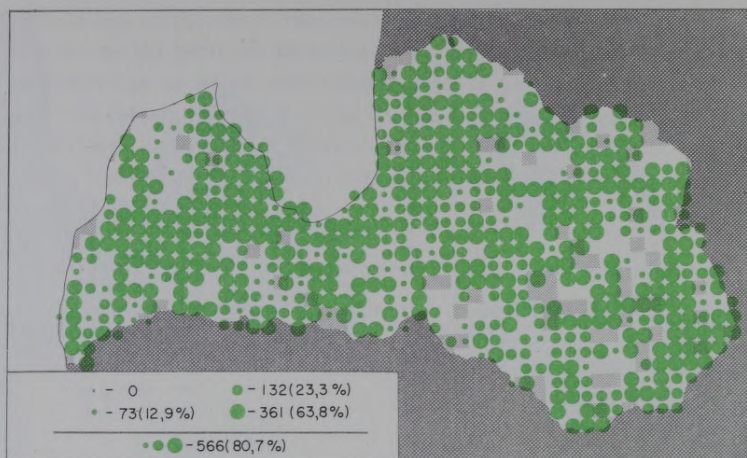 - 0 - 132(23,3%)
- 73(12,9%) - 361(63,8%)
- 566(80,7%)